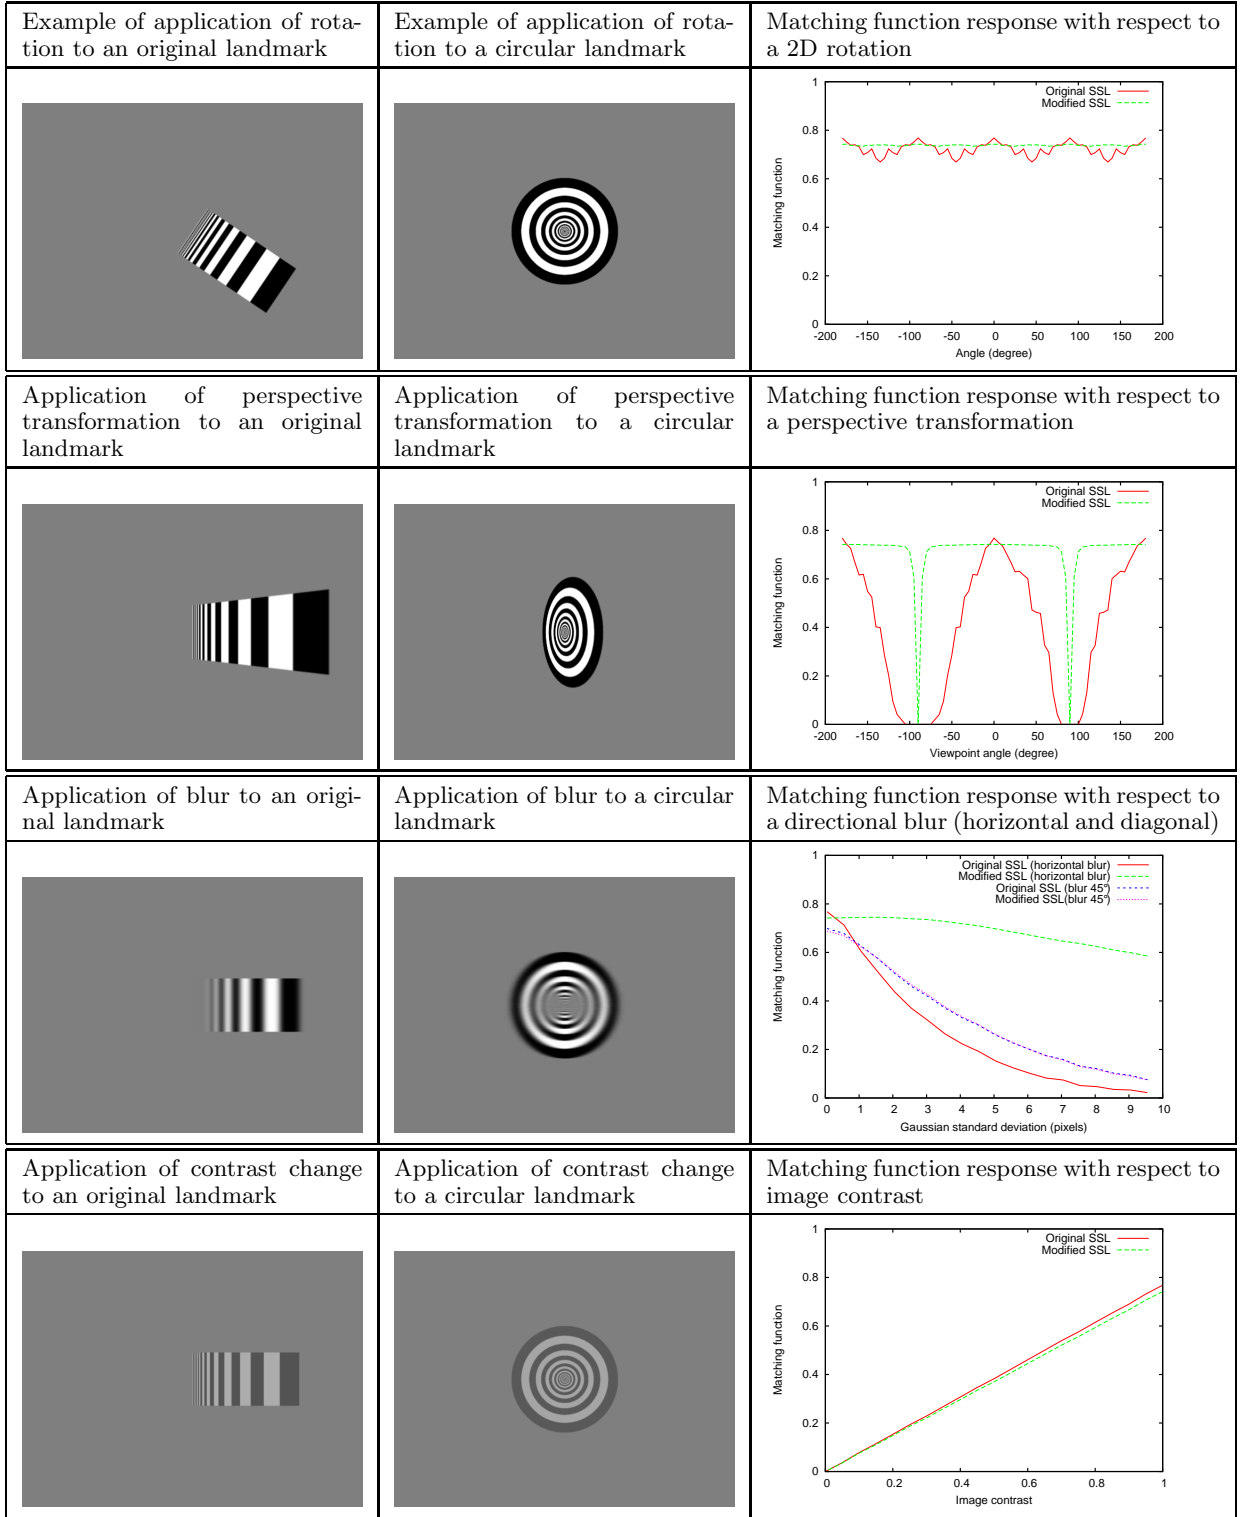 Example of application of rota-
tion to an original landmark
Example of application of rota-
tion to a circular landmark
Matching function response with respect to
a 2D rotation
1
0.8
0.6
0.4
0.2
0
-200 -150 -100 -50 0 50 100 150 200
Matching function
Angle (degree)
Original SSL
Modified SSL
Application of perspective
transformation to an original
landmark
Application of perspective
transformation to a circular
landmark
Matching function response with respect to
a perspective transformation
1
0.8
0.6
0.4
0.2
0
-200 -150 -100 -50 0 50 100 150 200
Matching function
Viewpoint angle (degree)
Original SSL
Modified SSL
Application of blur to an origi-
nal landmark
Application of blur to a circular
landmark
Matching function response with respect to
a directional blur (horizontal and diagonal)
1
0.8
0.6
0.4
0.2
0
0 1 2 3 4 5 6 7 8 9 10
Matching function
Gaussian standard deviation (pixels)
Original SSL (horizontal blur)
Modified SSL (horizontal blur)
Original SSL (blur 45°)
Modified SSL(blur 45°)
Application of contrast change
to an original landmark
Application of contrast change
to a circular landmark
Matching function response with respect to
image contrast
1
0.8
0.6
0.4
0.2
0
0 0.2 0.4 0.6 0.8 1
Matching function
Image contrast
Original SSL
Modified SSL